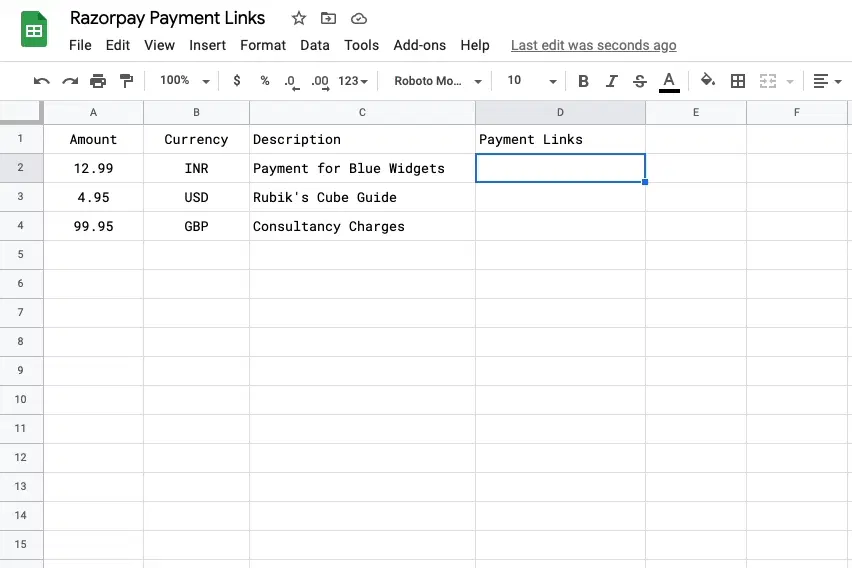 Razorpay Payment Links
File Edit View Insert Format Data Tools Add-ons Help Last edit was seconds ago
100% $ % .0 .00 123 Roboto Mo... 10 B I S A
A B C D E F
1 Amount Currency Description Payment Links
2 12.99 INR Payment for Blue Widgets
3 4.95 USD Rubik's Cube Guide
4 99.95 GBP Consultancy Charges
5
6
7
8
9
10
11
12
13
14
15